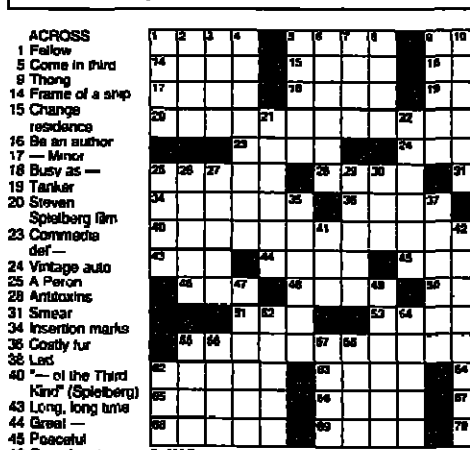 ACROSS
1 Fellow
5 Come in third
9 Thong
14 Frame of a ship
15 Change
residence
16 Be an author
17 — Minor
18 Busy as —
19 Tanker
20 Steven
Spielberg film
23 Commedia
del'—
24 Vintage auto
25 A Peron
28 Antitoxins
31 Smear
34 Insertion marks
36 Costly fur
38 Led
40 "— of the Third
Kind" (Spielberg)
43 Long, long time
44 Great —
45 Peaceful
1 2 3 4 5 6 7 8 9 10
14 15 16
17 18 19
20 21 22
23 24
25 26 27 28 29 30 31
34 35 36 37
40 41 42
43 44 45
46 47 48 49 50
51 52 53 54
55 56 57 58
62 63 64
65 66 67
68 69 70